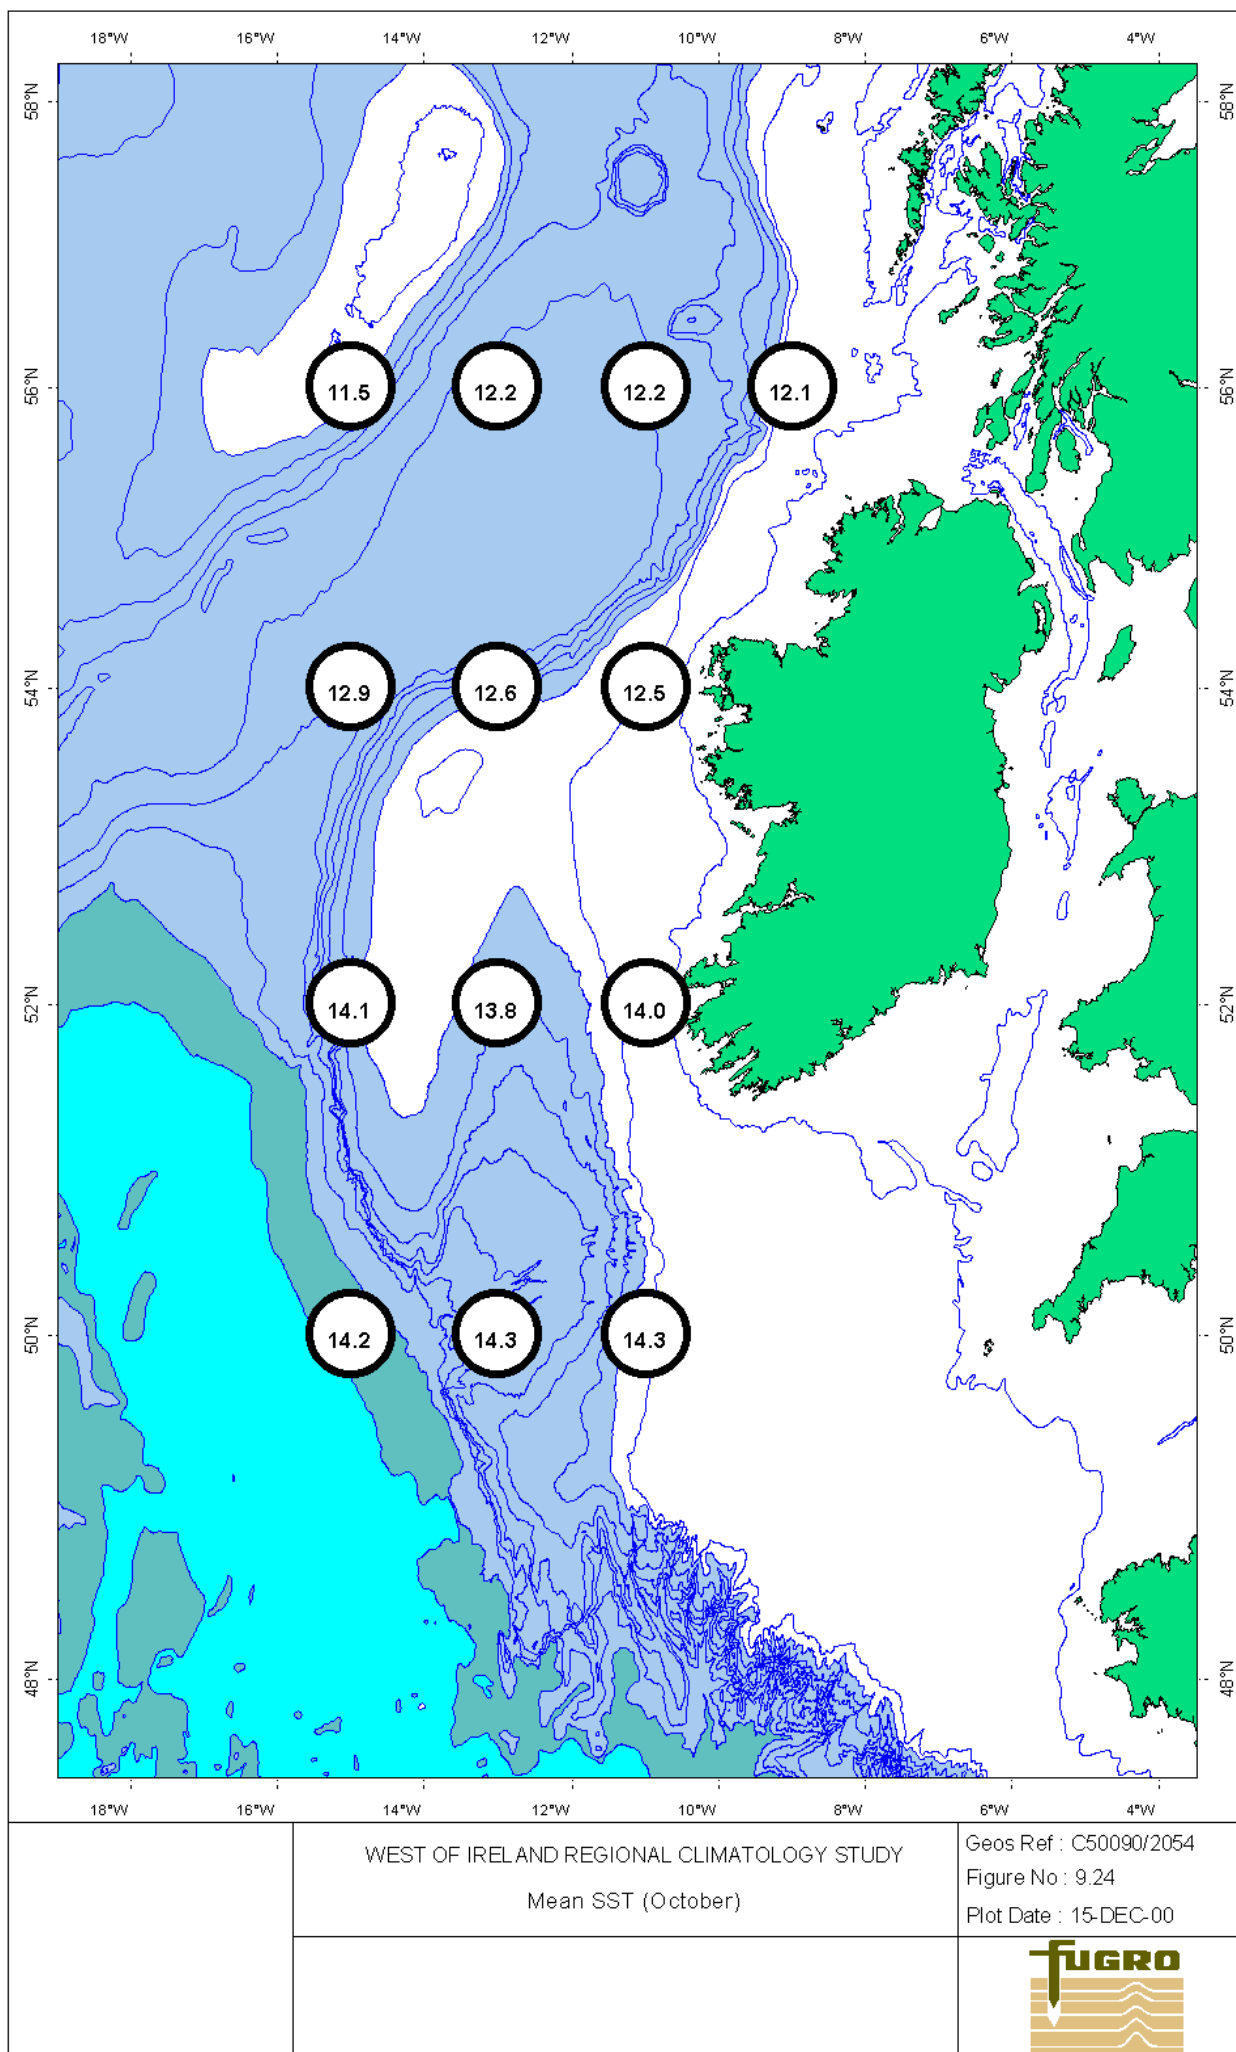 18°W 16°W 14°W 12°W 10°W 8°W 6°W 4°W
58°N 58°N
56°N 11.5 12.2 12.2 12.1 56°N
54°N 12.9 12.6 12.5 54°N
52°N 14.1 13.8 14.0 52°N
50°N 14.2 14.3 14.3 50°N
48°N 48°N
18°W 16°W 14°W 12°W 10°W 8°W 6°W 4°W
WEST OF IRELAND REGIONAL CLIMATOLOGY STUDY
Mean SST (October)
Geos Ref : C50090/2054
Figure No : 9.24
Plot Date : 15-DEC-00
fUGRO